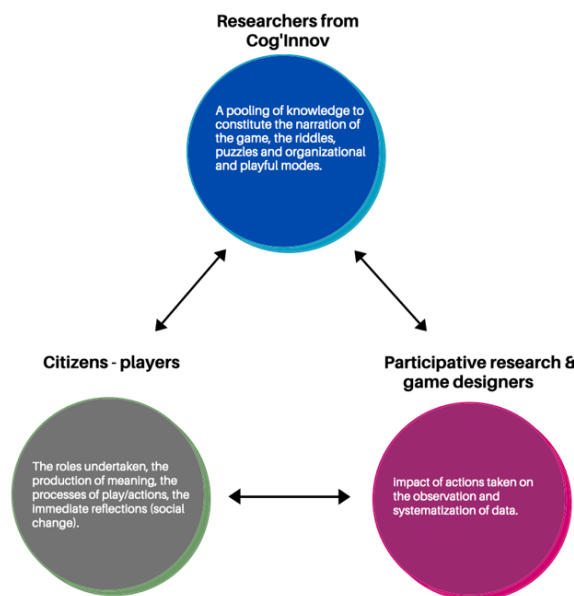 Researchers from
Cog'Innov
A pooling of knowledge to
constitute the narration of
the game, the riddles,
puzzles and organizational
and playful modes.
Citizens - players
The roles undertaken, the
production of meaning, the
processes of play/actions, the
immediate reflections (social
change).
Participative research &
game designers
impact of actions taken on
the observation and
systematization of data.